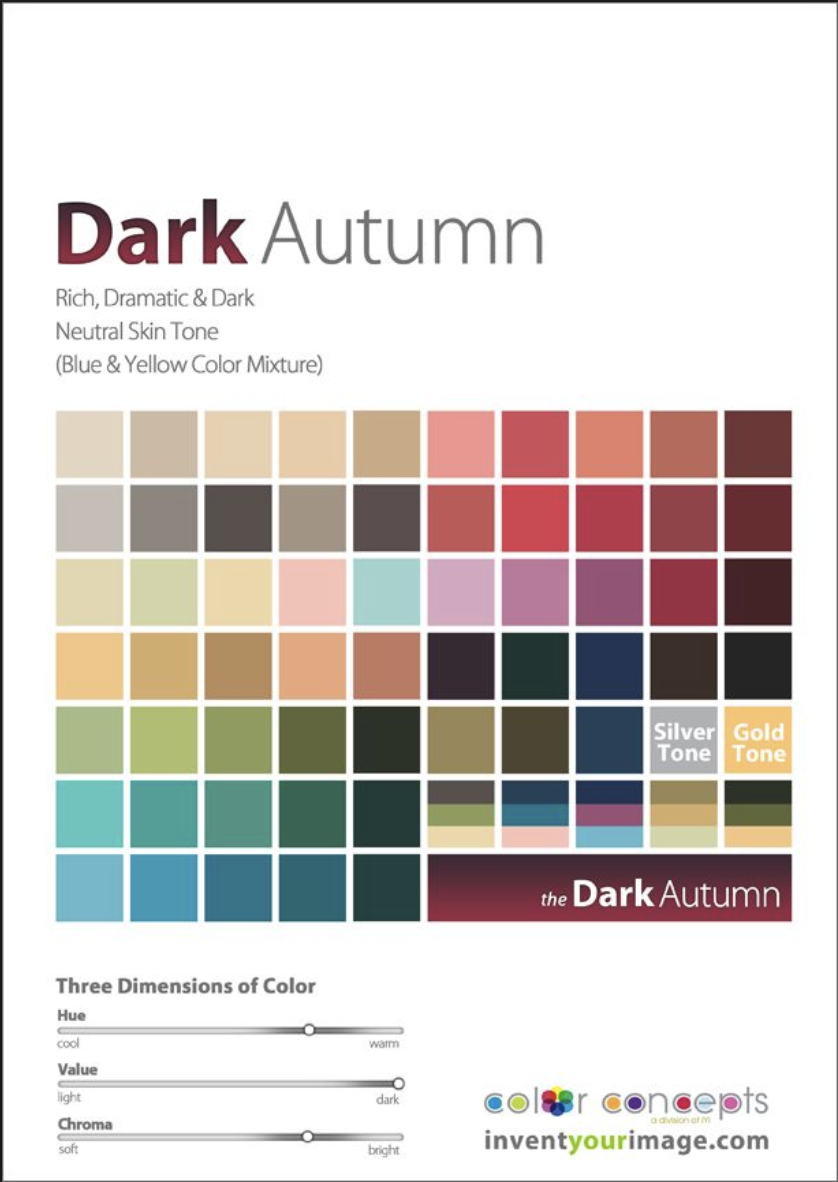 Dark Autumn
Rich, Dramatic & Dark
Neutral Skin Tone
(Blue & Yellow Color Mixture)
Silver
Tone
Gold
Tone
the Dark Autumn
Three Dimensions of Color
Hue
cool warm
Value
light dark
Chroma
soft bright
color concepts
a division of
inventyourimage.com